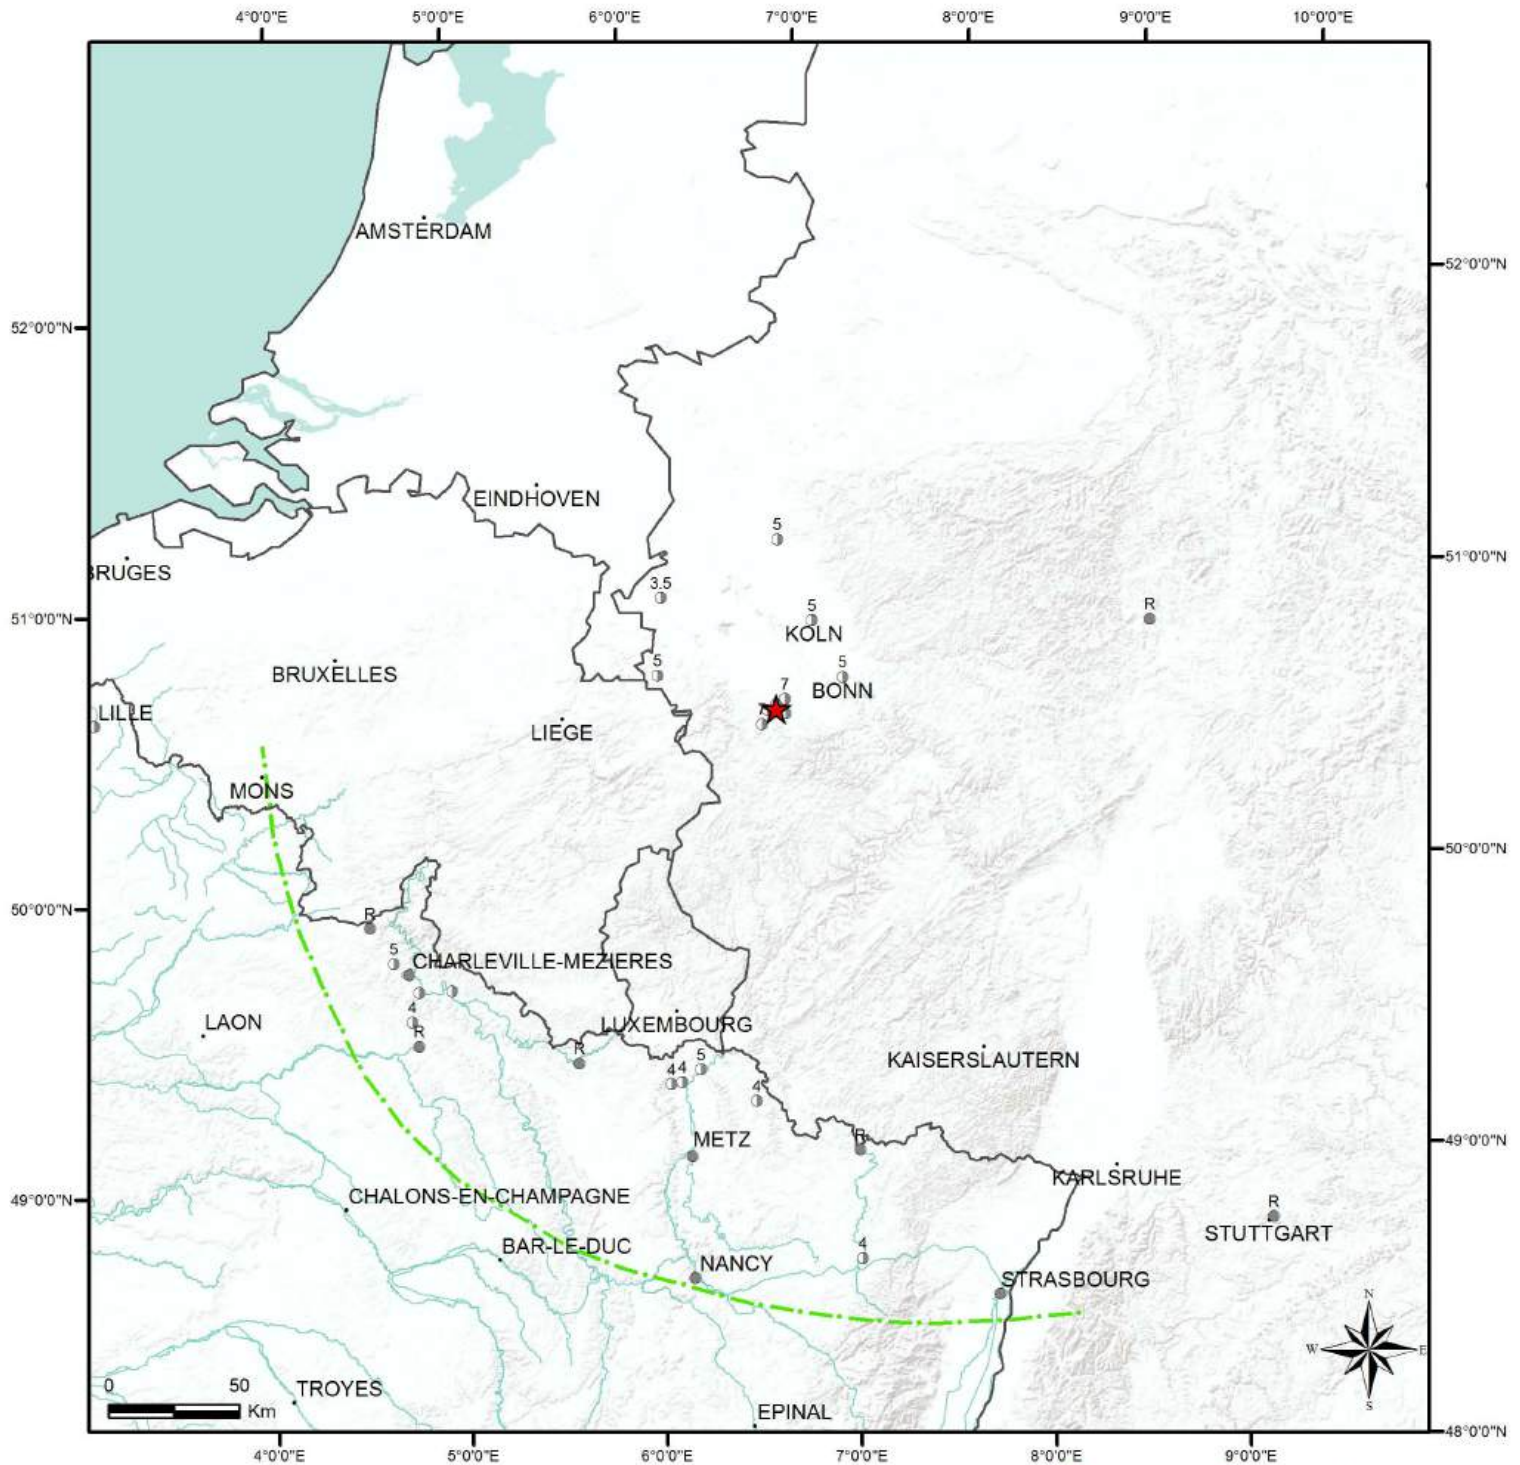 4°0'0"E 5°0'0"E 6°0'0"E 7°0'0"E 8°0'0"E 9°0'0"E 10°0'0"E
AMSTERDAM
52°0'0"N
52°0'0"N
EINDHOVEN
5
51°0'0"N
BRUGES
3.5
5
R
51°0'0"N
KOLN
BRUXELLES
5
5
7
BONN
LILLE
7
LIEGE
MONS
50°0'0"N
50°0'0"N
R
5
CHARLEVILLE-MEZIERES
4
LAON
LUXEMBOURG
R
R
4 4 5
KAISERSLAUTERN
4
METZ
R
49°0'0"N
KARLSRUHE
49°0'0"N
CHALONS-EN-CHAMPAGNE
R
STUTTGART
BAR-LE-DUC
4
NANCY
STRASBOURG
N
W E
S
0 50
Km
TROYES
EPINAL
48°0'0"N
4°0'0"E 5°0'0"E 6°0'0"E 7°0'0"E 8°0'0"E 9°0'0"E